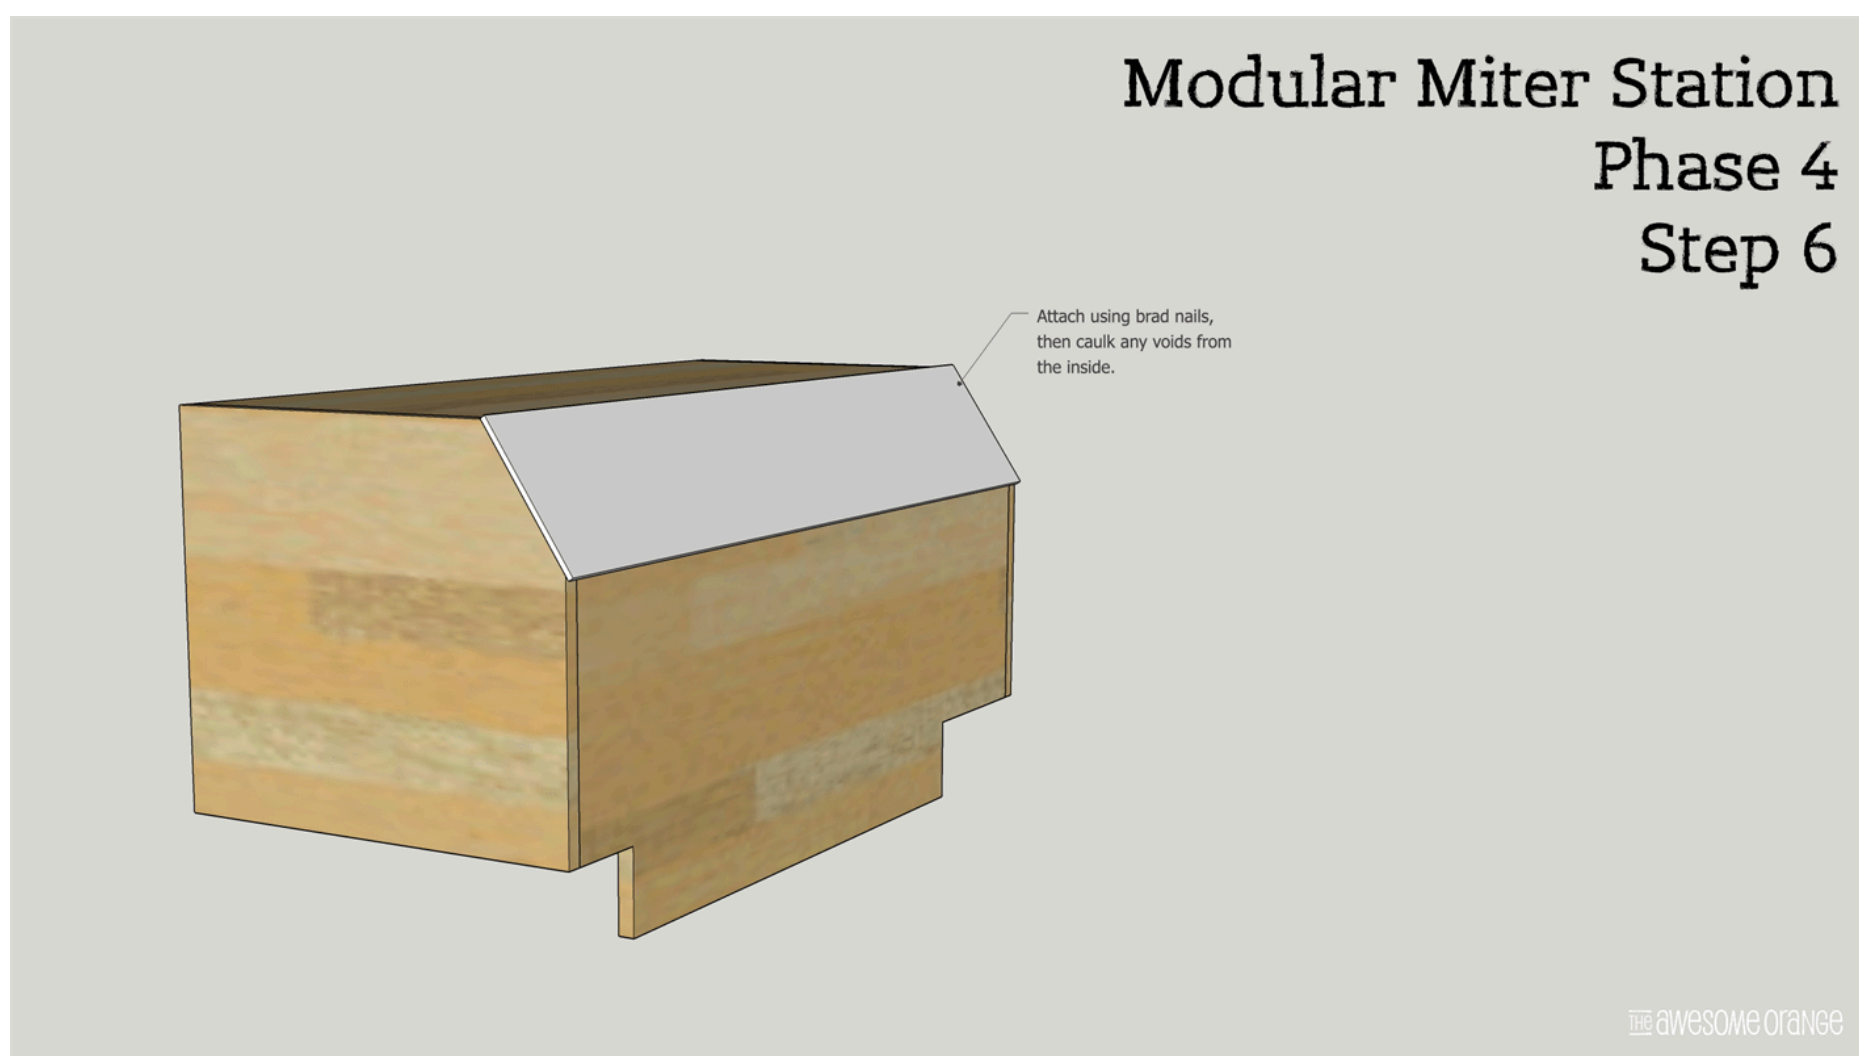 Modular Miter Station
Phase 4
Step 6
Attach using brad nails,
then caulk any voids from
the inside.
THE AWESOME ORANGE